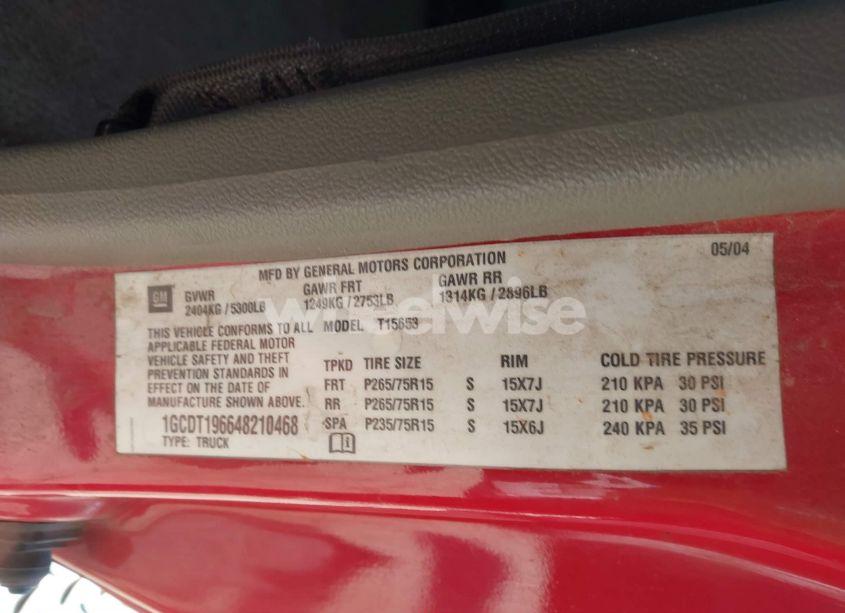 MFD BY GENERAL MOTORS CORPORATION 05/04
GM GVWR GAWR FRT GAWR RR
2404KG / 5300LB 1249KG / 2753LB 1314KG / 2896LB
THIS VEHICLE CONFORMS TO ALL MODEL T15653
APPLICABLE FEDERAL MOTOR
VEHICLE SAFETY AND THEFT
PREVENTION STANDARDS IN
EFFECT ON THE DATE OF
MANUFACTURE SHOWN ABOVE.
1GCDT196648210468
TYPE: TRUCK
TPKD TIRE SIZE RIM COLD TIRE PRESSURE
FRT P265/75R15 S 15X7J 210 KPA 30 PSI
RR P265/75R15 S 15X7J 210 KPA 30 PSI
SPA P235/75R15 S 15X6J 240 KPA 35 PSI
wheelwise